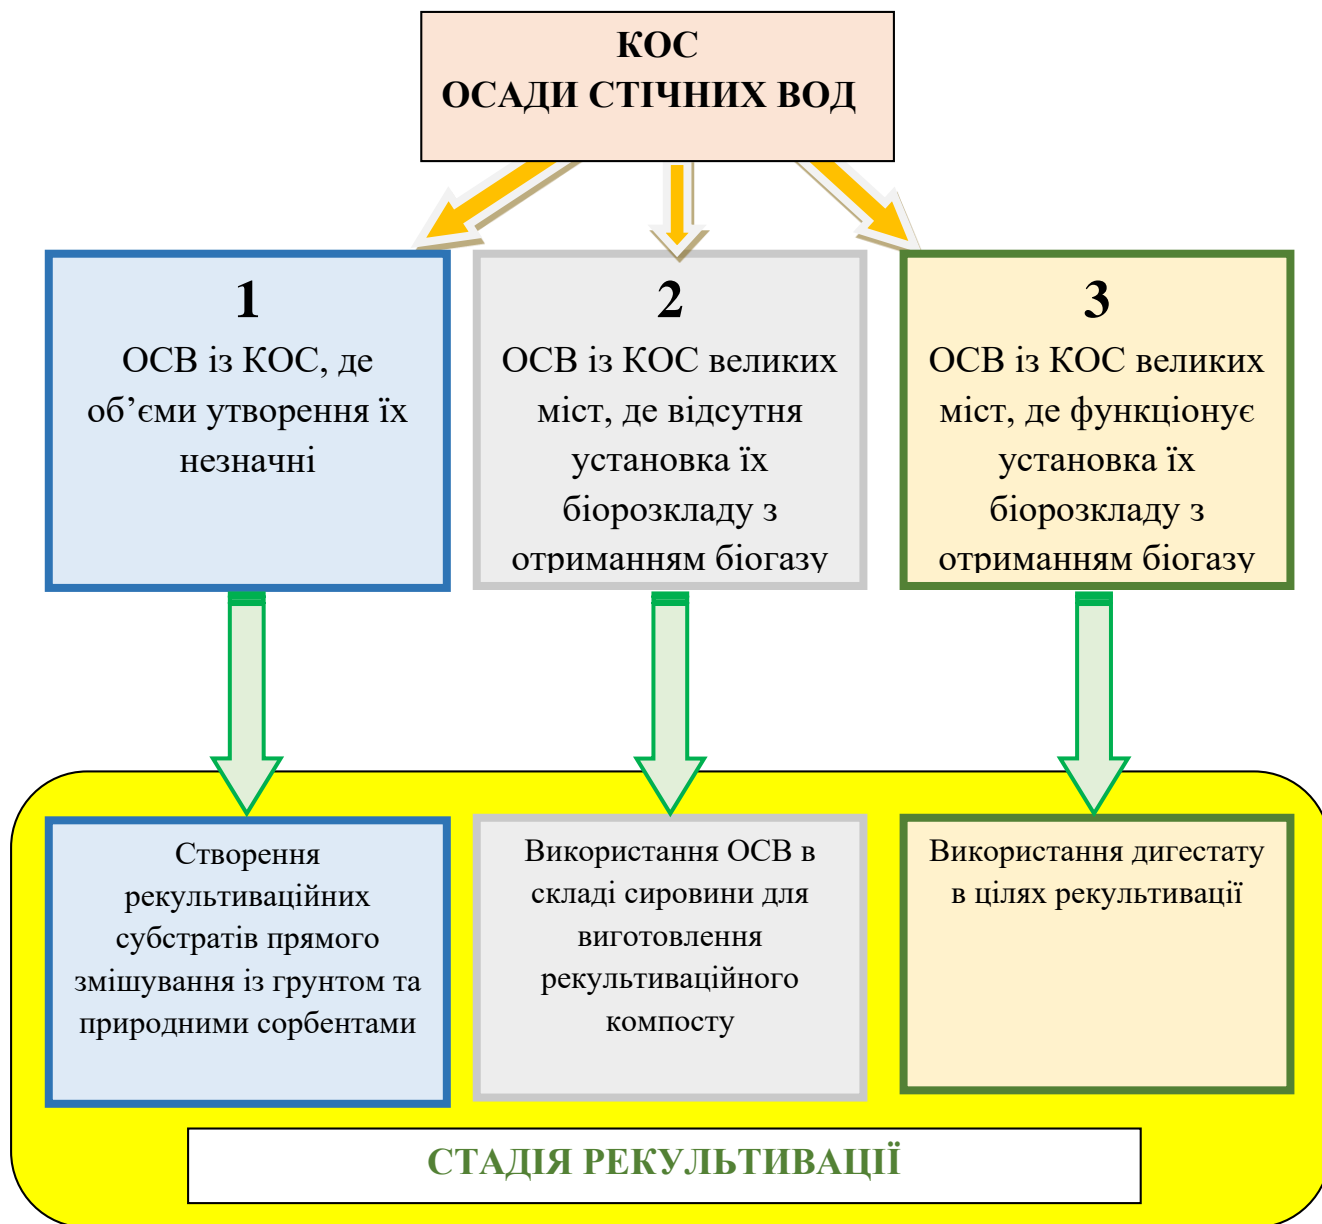 КОС
ОСАДИ СТІЧНИХ ВОД
1
ОСВ із КОС, де
об’єми утворення їх
незначні
2
ОСВ із КОС великих
міст, де відсутня
установка їх
біорозкладу з
отриманням біогазу
3
ОСВ із КОС великих
міст, де функціонує
установка їх
біорозкладу з
отриманням біогазу
Створення
рекультиваційних
субстратів прямого
змішування із грунтом та
природними сорбентами
Використання ОСВ в
складі сировини для
виготовлення
рекультиваційного
компосту
Використання дигестату
в цілях рекультивації
СТАДІЯ РЕКУЛЬТИВАЦІЇ